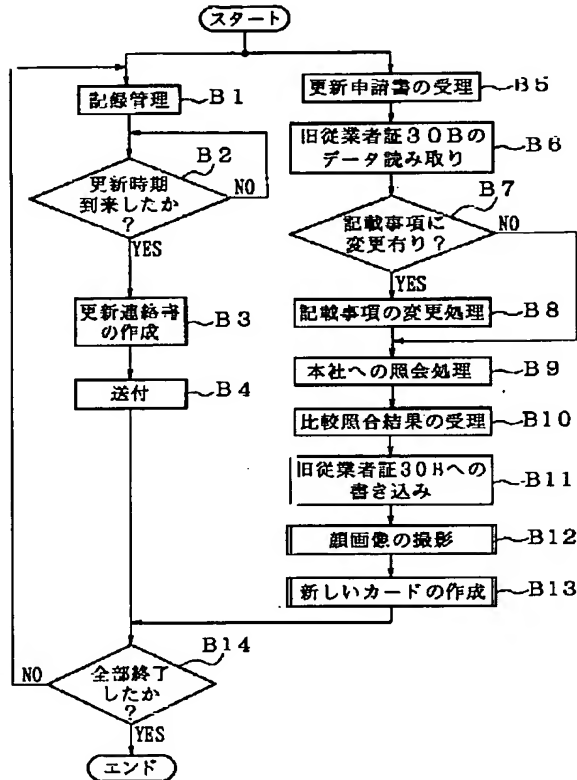 スタート
記録管理
B1
更新時期
到来したか
?
B2
NO
YES
更新連絡書
の作成
B3
送付
B4
更新申請書の受理
B5
旧従業者証30Bの
データ読み取り
B6
記載事項に
変更有り?
B7
NO
YES
記載事項の変更処理
B8
本社への照会処理
B9
比較照合結果の受理
B10
旧従業者証30Bへの
書き込み
B11
顔画像の撮影
B12
新しいカードの作成
B13
全部終了
したか
?
B14
NO
YES
エンド